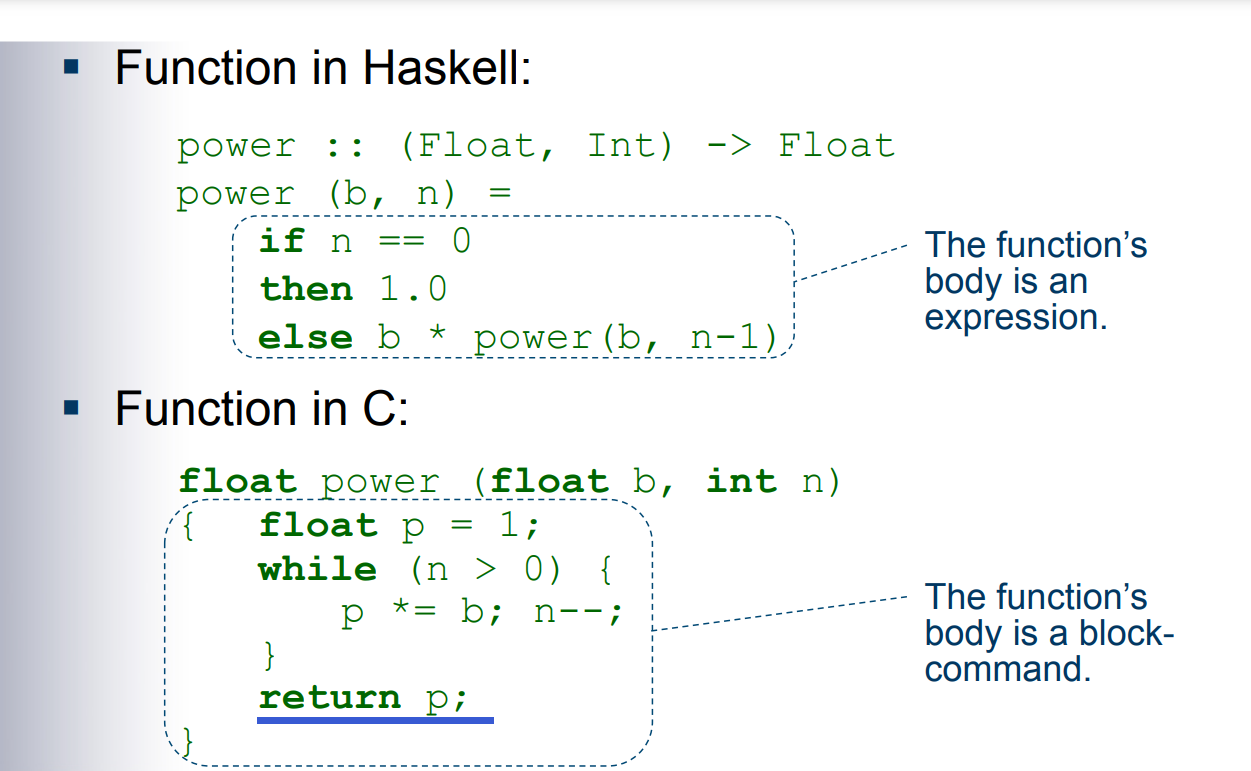 Function in Haskell:
power :: (Float, Int) -> Float
power (b, n) =
if n == 0
then 1.0
else b * power(b, n-1)
The function’s
body is an
expression.
Function in C:
float power (float b, int n)
{ float p = 1;
while (n > 0) {
p *= b; n--;
}
return p;
}
The function’s
body is a block-
command.